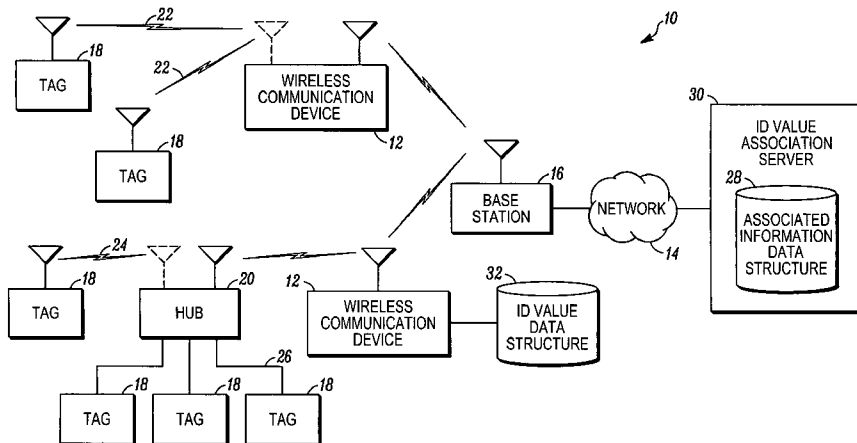 22
10
18
TAG
22
WIRELESS
COMMUNICATION
DEVICE
12
18
TAG
30
ID VALUE
ASSOCIATION
SERVER
28
ASSOCIATED
INFORMATION
DATA
STRUCTURE
16
BASE
STATION
NETWORK
14
24
18
TAG
20
HUB
12
WIRELESS
COMMUNICATION
DEVICE
32
ID VALUE
DATA
STRUCTURE
26
18
TAG
18
TAG
18
TAG